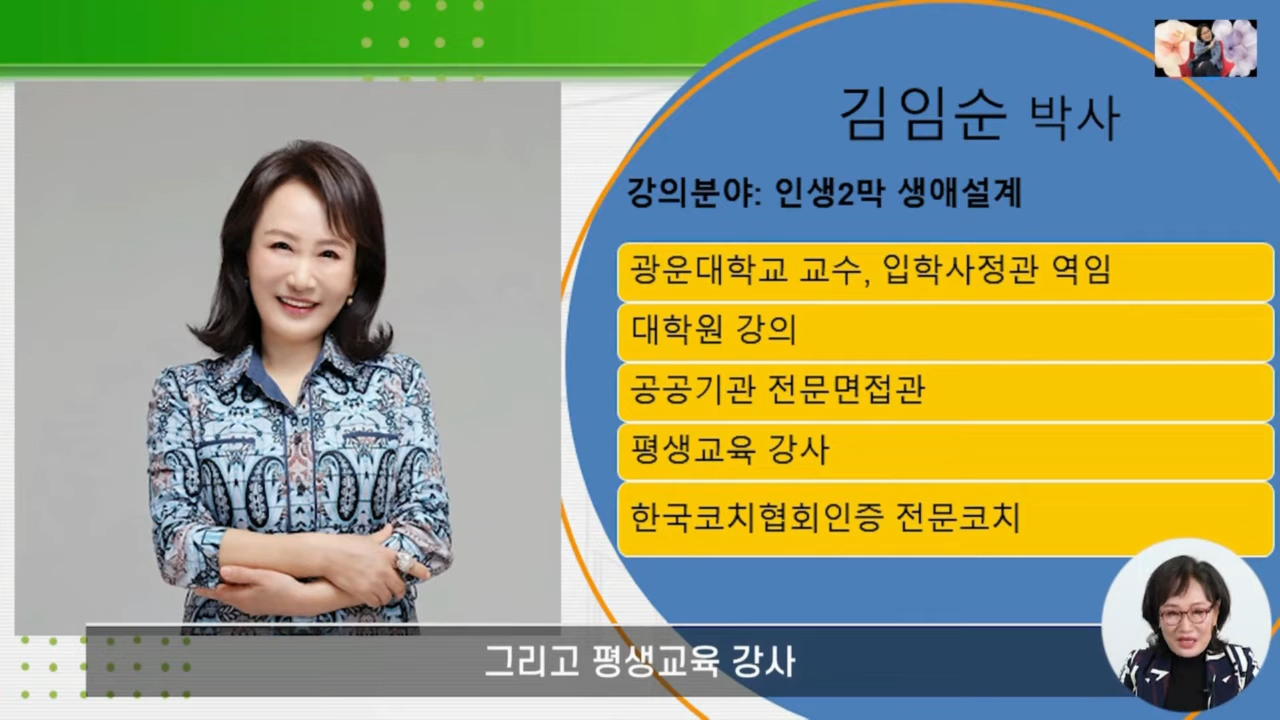 김임순 박사
강의분야: 인생2막 생애설계
광운대학교 교수, 입학사정관 역임
대학원 강의
공공기관 전문면접관
평생교육 강사
한국코치협회인증 전문코치
그리고 평생교육 강사